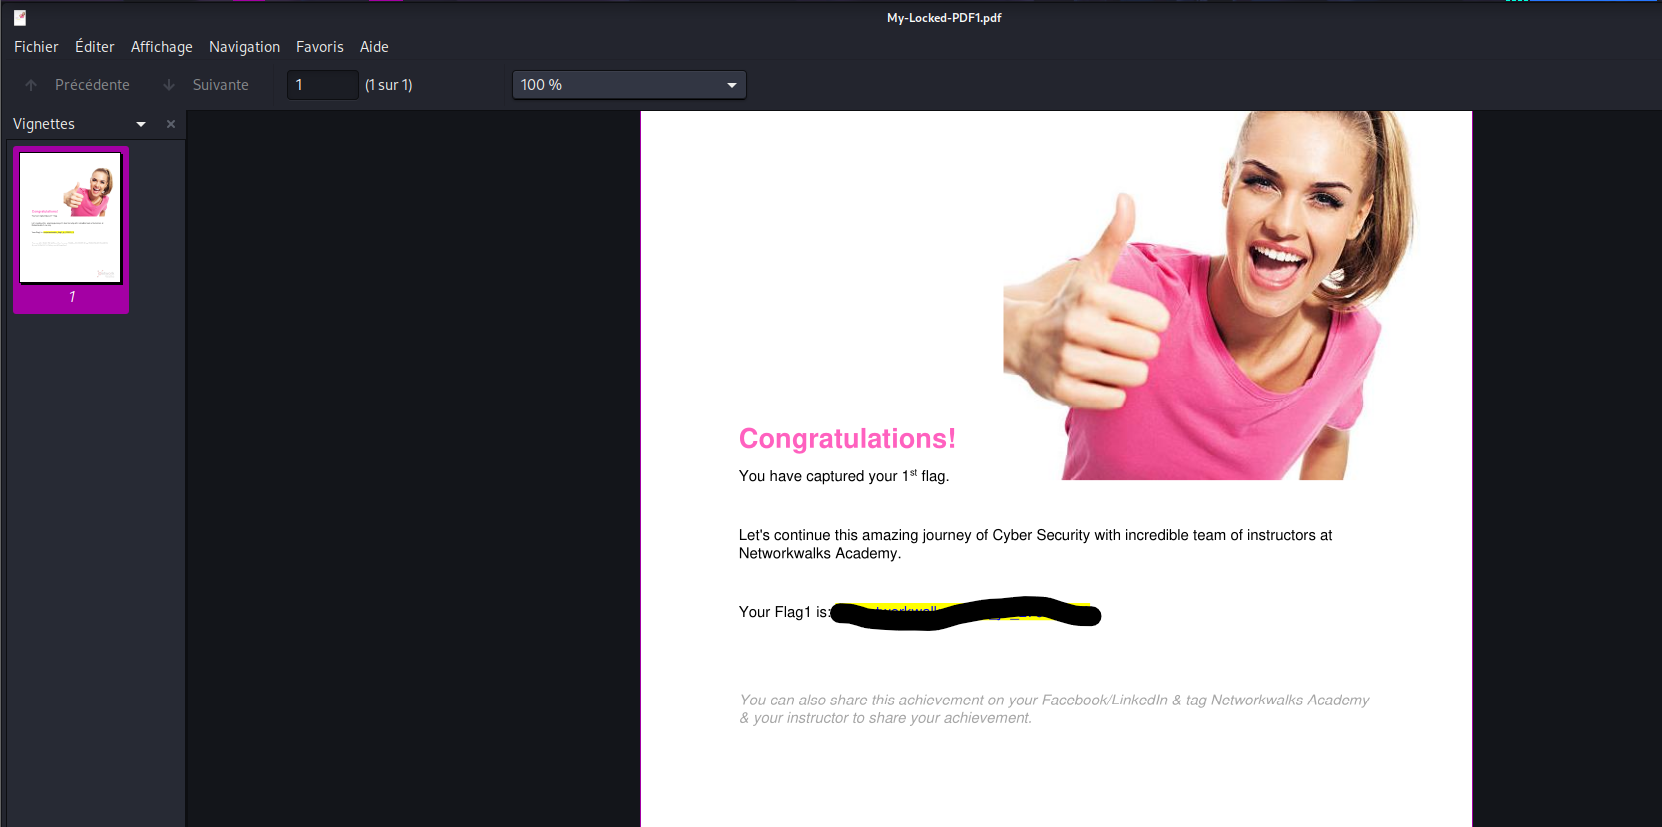 My-Locked-PDF1.pdf
Fichier Éditer Affichage Navigation Favoris Aide
Précédente Suivante 1 (1 sur 1) 100 %
Vignettes
1
Congratulations!
You have captured your 1st flag.
Let's continue this amazing journey of Cyber Security with incredible team of instructors at
Networkwalks Academy.
Your Flag1 is:
You can also share this achievement on your Facebook/LinkedIn & tag Networkwalks Academy
& your instructor to share your achievement.